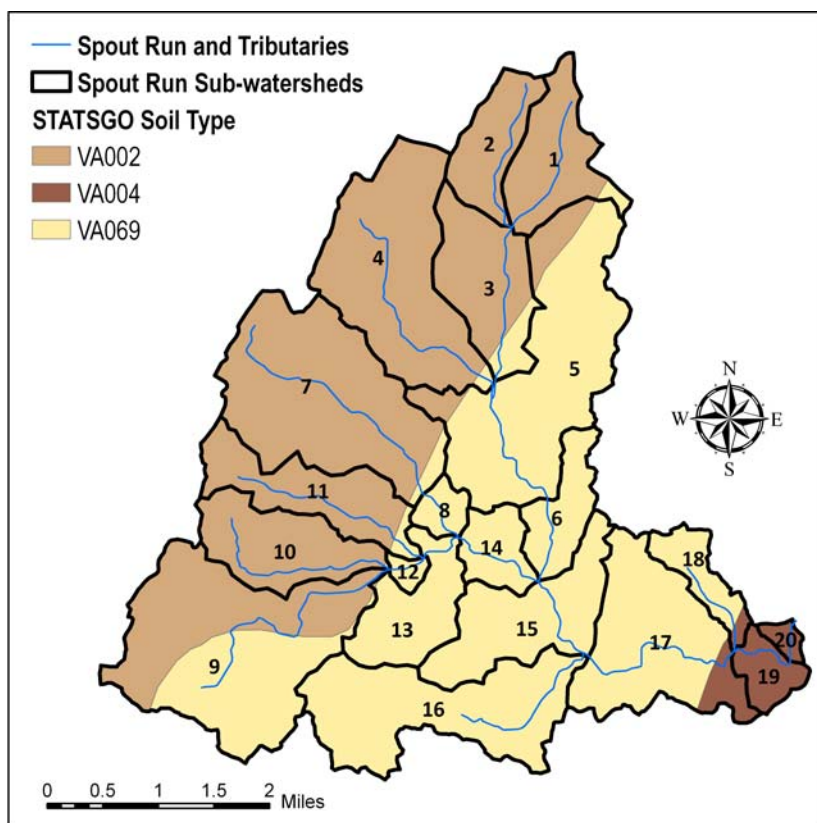 Spout Run and Tributaries
Spout Run Sub-watersheds
STATSGO Soil Type
VA002
VA004
VA069
2
1
4
3
5
N
W E
S
7
11
8
6
10
14
12
18
13
15
17
20
9
19
16
0 0.5 1 1.5 2
Miles